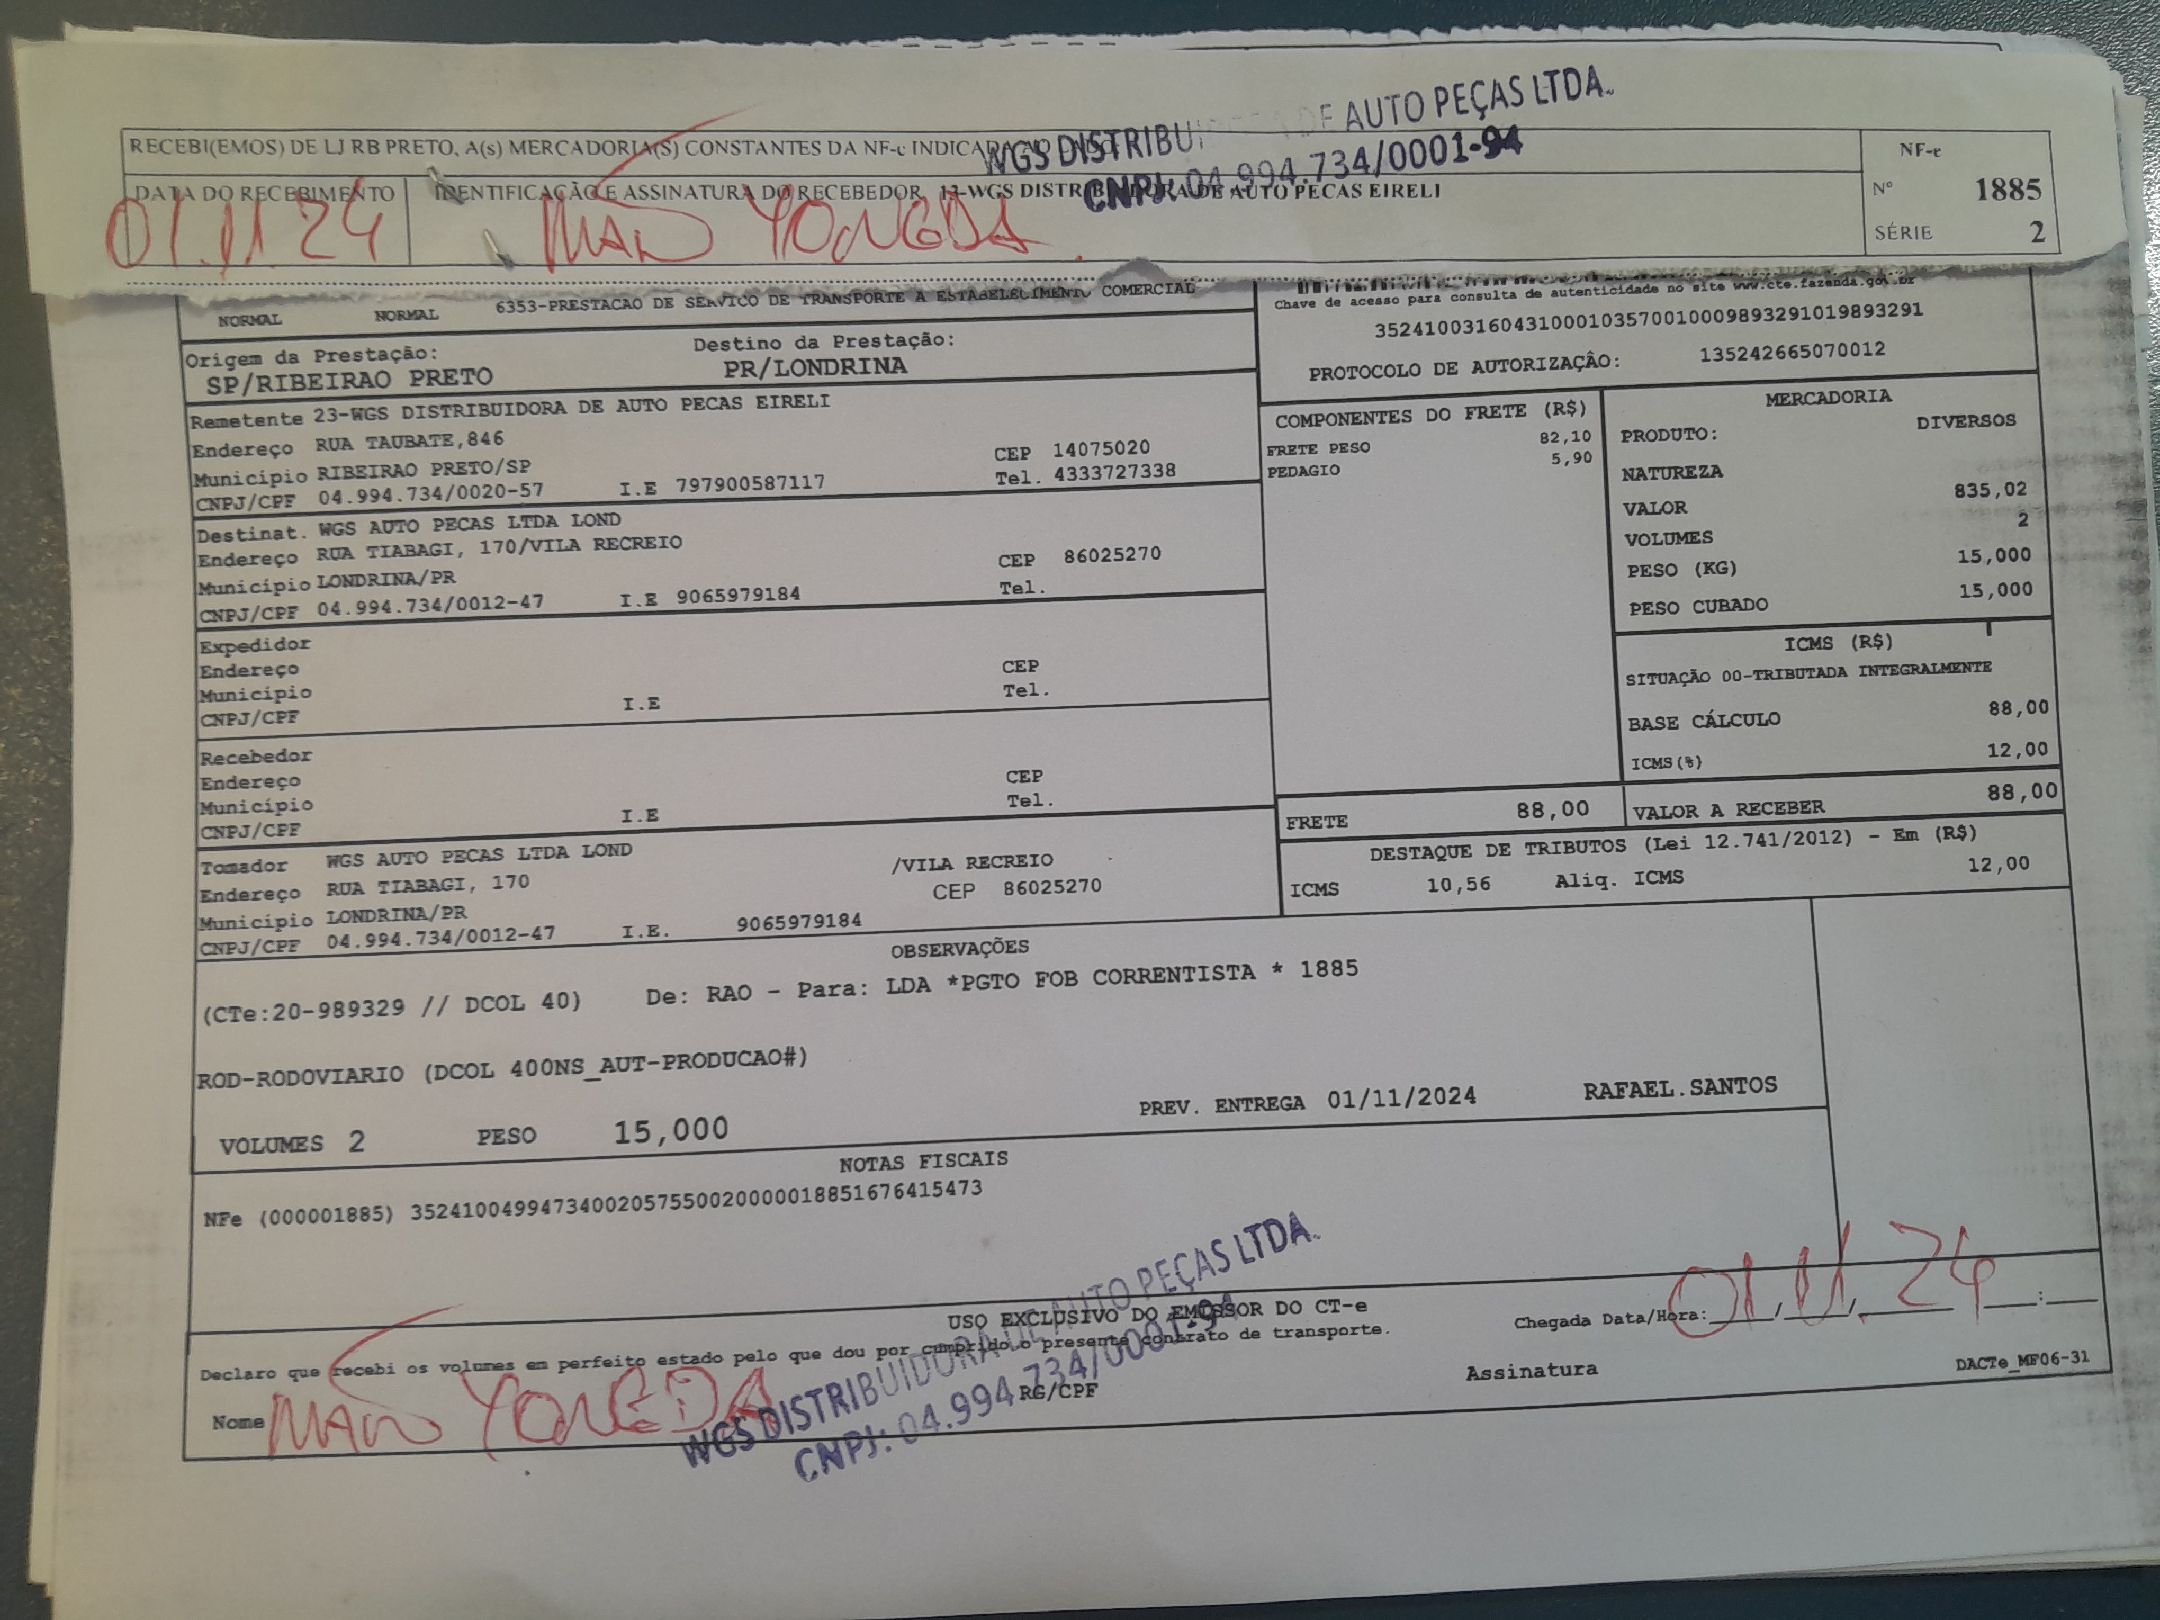 WGS DISTRIBUIDORA DE AUTO PEÇAS LTDA.
CNPJ: 04.994.734/0001-94
RECEBI(EMOS) DE LJ RB PRETO, A(s) MERCADORIA(S) CONSTANTES DA NF-e INDICADA AO LADO
NF-e
DATA DO RECEBIMENTO
IDENTIFICAÇÃO E ASSINATURA DO RECEBEDOR 13-WGS DISTRIBUIDORA DE AUTO PECAS EIRELI
Nº 1885
01.11.24
SÉRIE 2
NORMAL NORMAL 6353-PRESTACAO DE SERVICO DE TRANSPORTE A ESTABELECIMENTO COMERCIAL
Chave de acesso para consulta de autenticidade no site www.cte.fazenda.gov.br
35241003160431000103570010009893291019893291
PROTOCOLO DE AUTORIZAÇÃO: 135242665070012
Origem da Prestação: Destino da Prestação:
SP/RIBEIRAO PRETO PR/LONDRINA
Remetente 23-WGS DISTRIBUIDORA DE AUTO PECAS EIRELI
Endereço RUA TAUBATE,846 CEP 14075020
Município RIBEIRAO PRETO/SP Tel. 4333727338
CNPJ/CPF 04.994.734/0020-57 I.E 797900587117
Destinat. WGS AUTO PECAS LTDA LOND
Endereço RUA TIABAGI, 170/VILA RECREIO CEP 86025270
Município LONDRINA/PR Tel.
CNPJ/CPF 04.994.734/0012-47 I.E 9065979184
Expedidor
Endereço CEP
Município Tel.
CNPJ/CPF I.E
Recebedor
Endereço CEP
Município Tel.
CNPJ/CPF I.E
Tomador WGS AUTO PECAS LTDA LOND /VILA RECREIO
Endereço RUA TIABAGI, 170 CEP 86025270
Município LONDRINA/PR
CNPJ/CPF 04.994.734/0012-47 I.E. 9065979184
COMPONENTES DO FRETE (R$)
FRETE PESO 82,10
PEDAGIO 5,90
MERCADORIA
PRODUTO: DIVERSOS
NATUREZA
VALOR 835,02
VOLUMES 2
PESO (KG) 15,000
PESO CUBADO 15,000
ICMS (R$)
SITUAÇÃO 00-TRIBUTADA INTEGRALMENTE
BASE CÁLCULO 88,00
ICMS(%) 12,00
FRETE 88,00 VALOR A RECEBER 88,00
DESTAQUE DE TRIBUTOS (Lei 12.741/2012) - Em (R$)
ICMS 10,56 Aliq. ICMS 12,00
OBSERVAÇÕES
(CTe:20-989329 // DCOL 40) De: RAO - Para: LDA *PGTO FOB CORRENTISTA * 1885
ROD-RODOVIARIO (DCOL 400NS_AUT-PRODUCAO#)
VOLUMES 2 PESO 15,000 PREV. ENTREGA 01/11/2024 RAFAEL.SANTOS
NOTAS FISCAIS
NFe (000001885) 35241004994734002057550020000018851676415473
USO EXCLUSIVO DO EMISSOR DO CT-e
Declaro que recebi os volumes em perfeito estado pelo que dou por cumprido o presente contrato de transporte.
Chegada Data/Hora: 01.11.24
Nome RG/CPF Assinatura DACTe_MF06-31
WGS DISTRIBUIDORA DE AUTO PEÇAS LTDA.
CNPJ: 04.994.734/0001-94